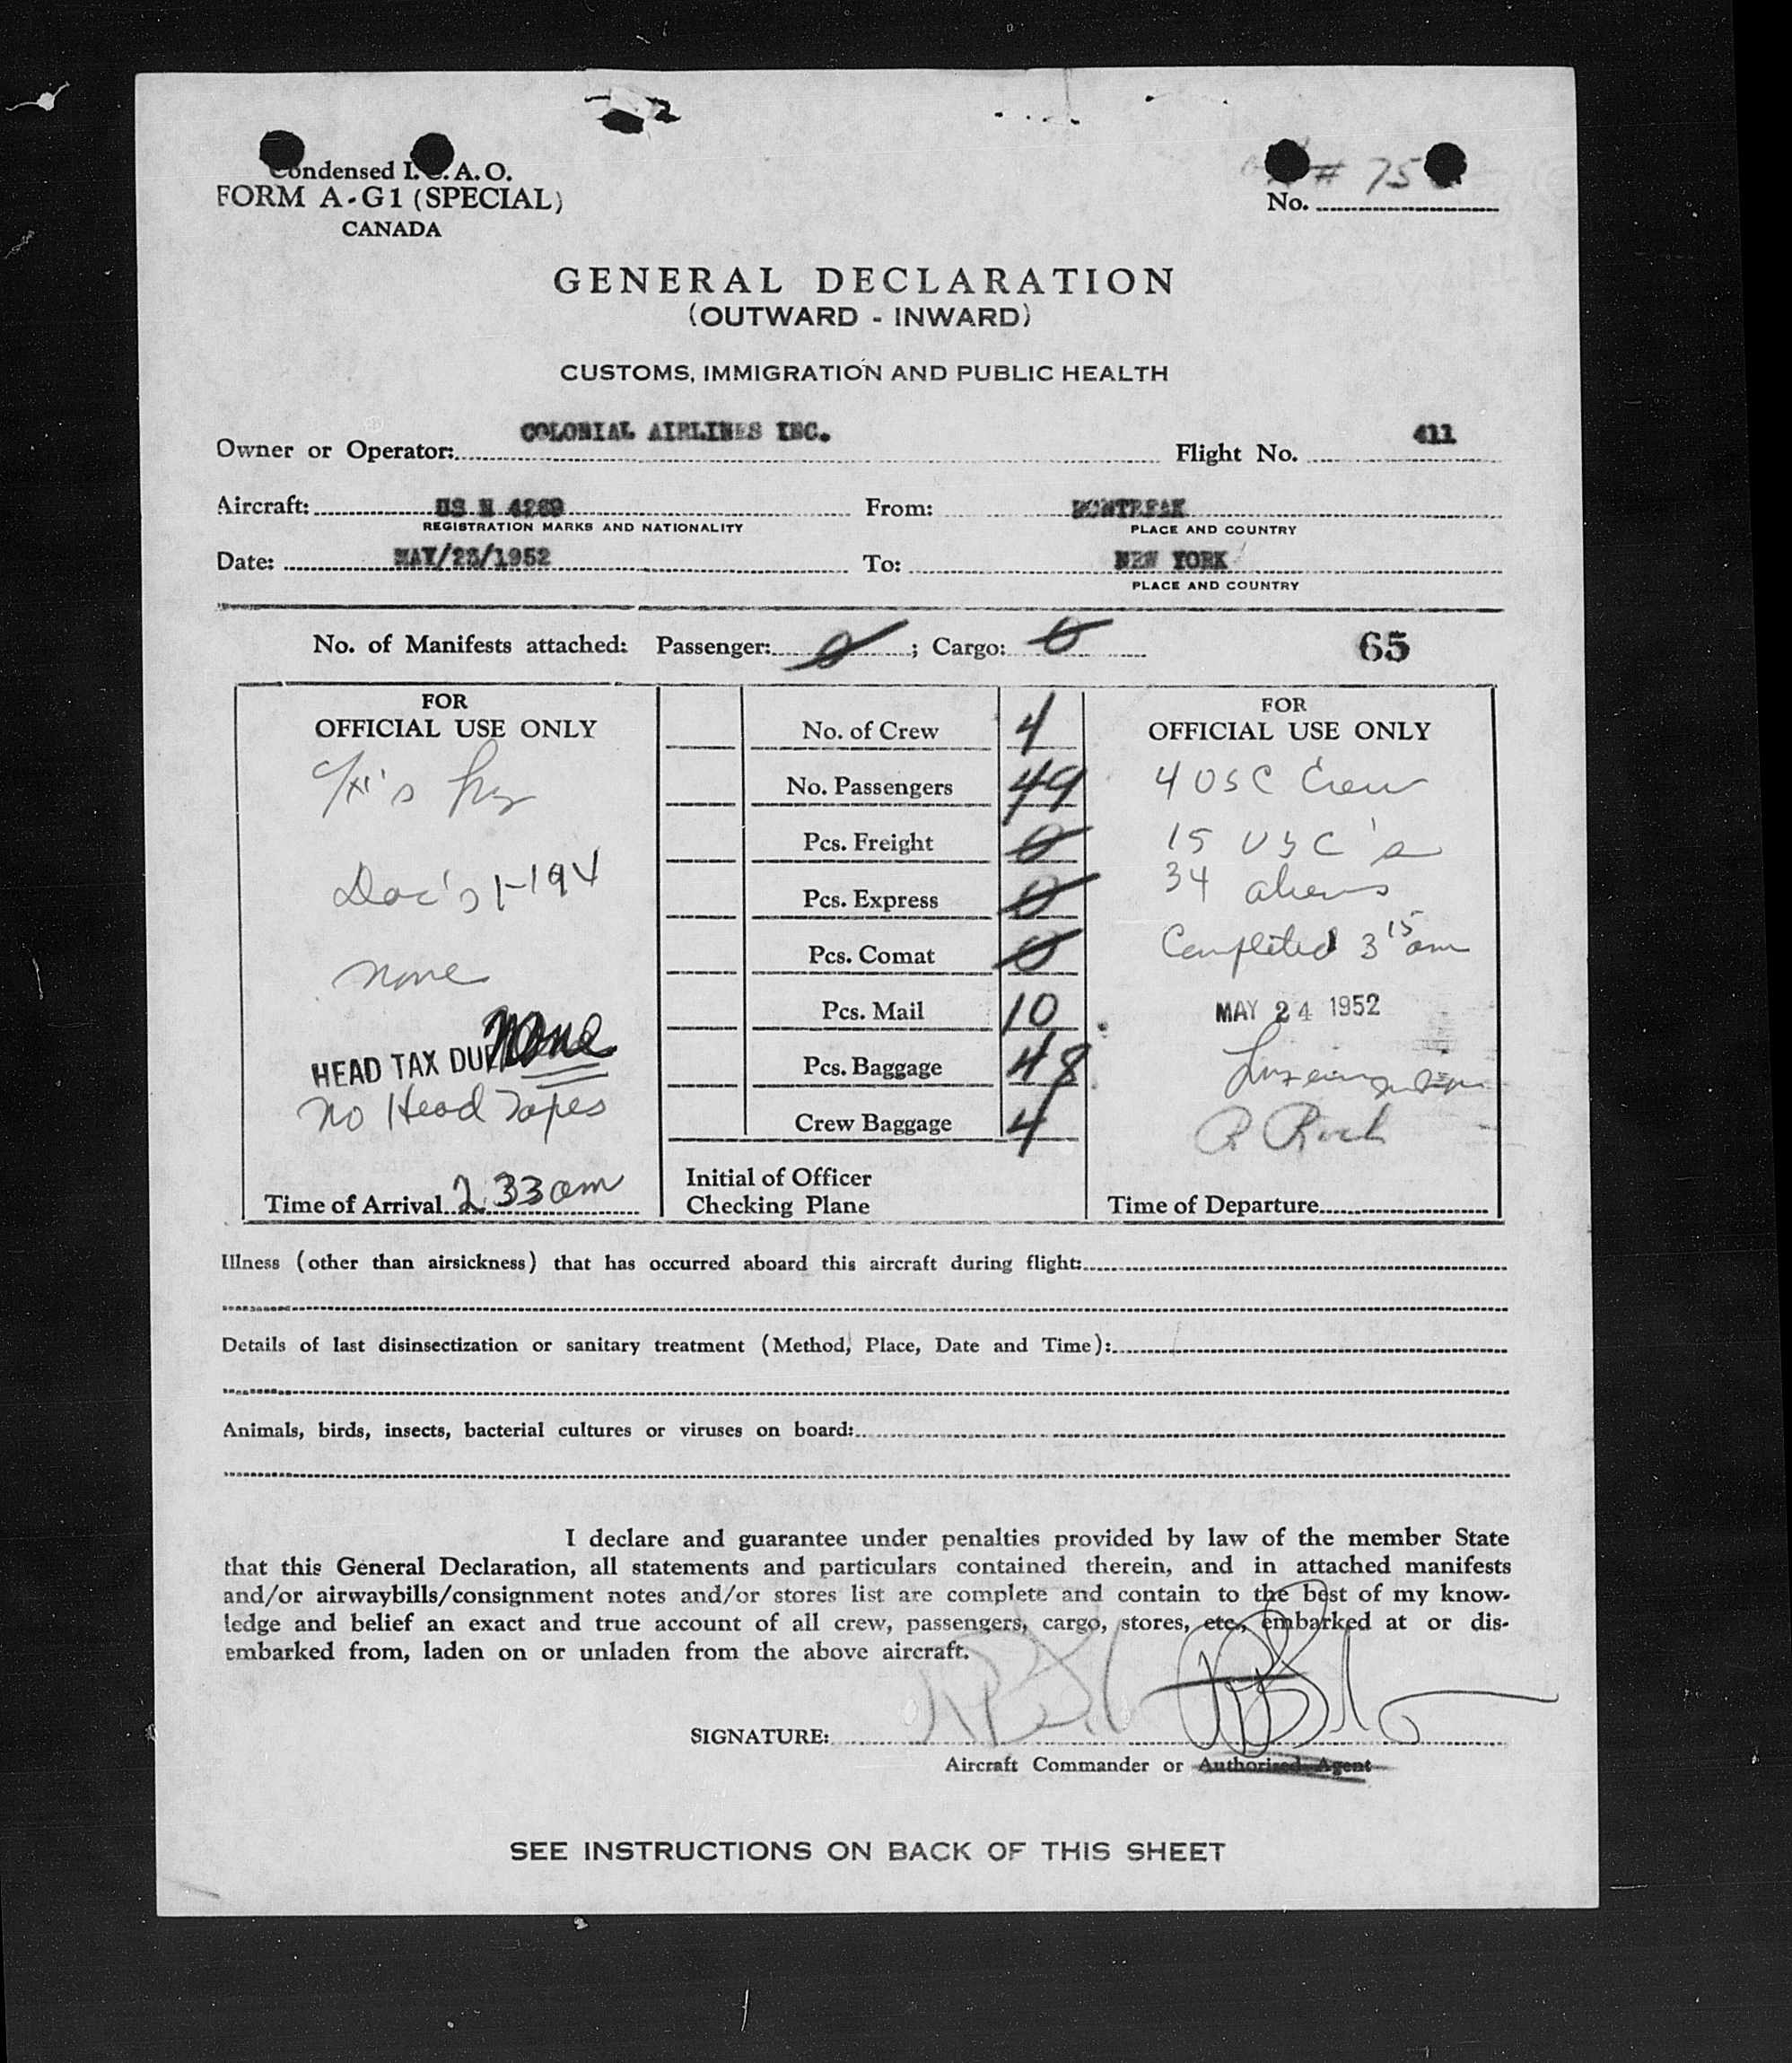 Condensed I.C.A.O.
FORM A-G1 (SPECIAL)
CANADA
# 75
No.
GENERAL DECLARATION
(OUTWARD - INWARD)
CUSTOMS, IMMIGRATION AND PUBLIC HEALTH
Owner or Operator: COLONIAL AIRLINES INC. Flight No. 411
Aircraft: US N 4269 From: MONTREAL
REGISTRATION MARKS AND NATIONALITY PLACE AND COUNTRY
Date: MAY/23/1952 To: NEW YORK
PLACE AND COUNTRY
No. of Manifests attached: Passenger: 0; Cargo: 0 65
FOR
OFFICIAL USE ONLY
Doc's 1-194
none
HEAD TAX DUE None
No Head Taxes
Time of Arrival 2.33 am
No. of Crew 4
No. Passengers 49
Pcs. Freight 0
Pcs. Express 0
Pcs. Comat 0
Pcs. Mail 10
Pcs. Baggage 48
Crew Baggage 4
Initial of Officer
Checking Plane
FOR
OFFICIAL USE ONLY
4 USC Crew
15 USC's
34 aliens
Completed 3 15 am
MAY 24 1952
Time of Departure
Illness (other than airsickness) that has occurred aboard this aircraft during flight:
Details of last disinsectization or sanitary treatment (Method, Place, Date and Time):
Animals, birds, insects, bacterial cultures or viruses on board:
I declare and guarantee under penalties provided by law of the member State
that this General Declaration, all statements and particulars contained therein, and in attached manifests
and/or airwaybills/consignment notes and/or stores list are complete and contain to the best of my know-
ledge and belief an exact and true account of all crew, passengers, cargo, stores, etc., embarked at or dis-
embarked from, laden on or unladen from the above aircraft.
SIGNATURE:
Aircraft Commander or Authorized Agent
SEE INSTRUCTIONS ON BACK OF THIS SHEET